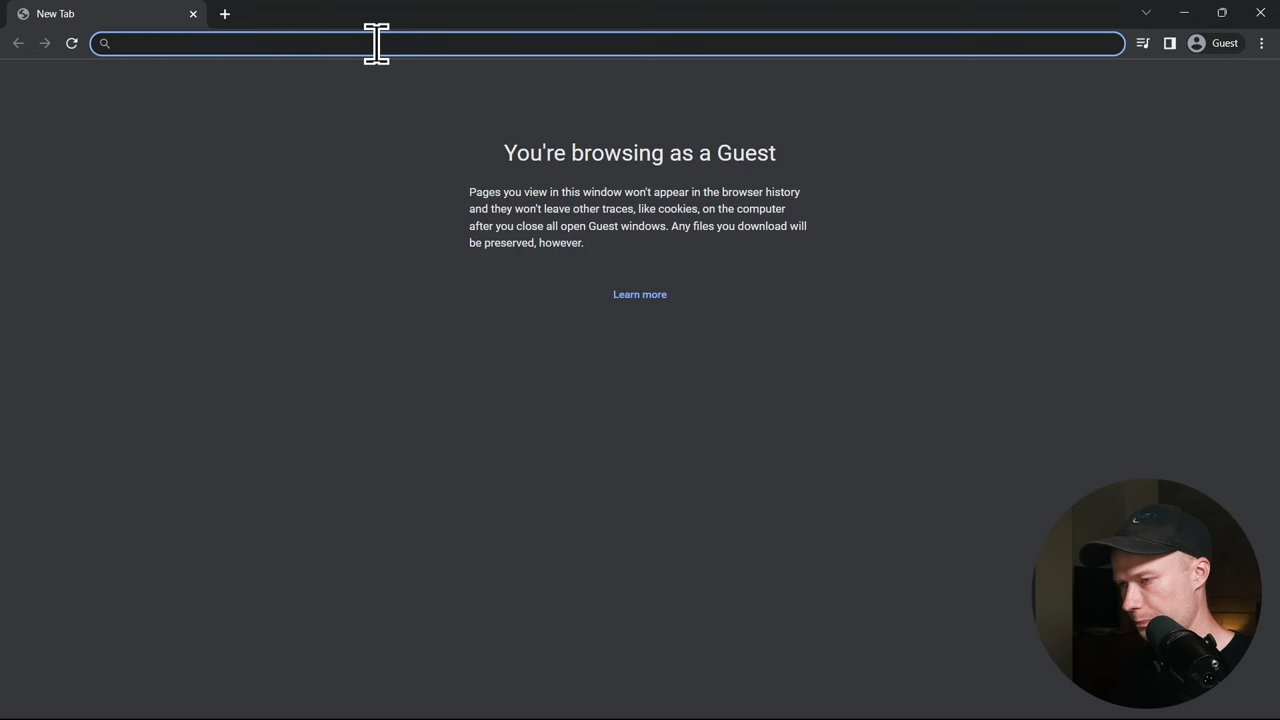 New Tab
Guest
You're browsing as a Guest
Pages you view in this window won't appear in the browser history
and they won't leave other traces, like cookies, on the computer
after you close all open Guest windows. Any files you download will
be preserved, however.
Learn more